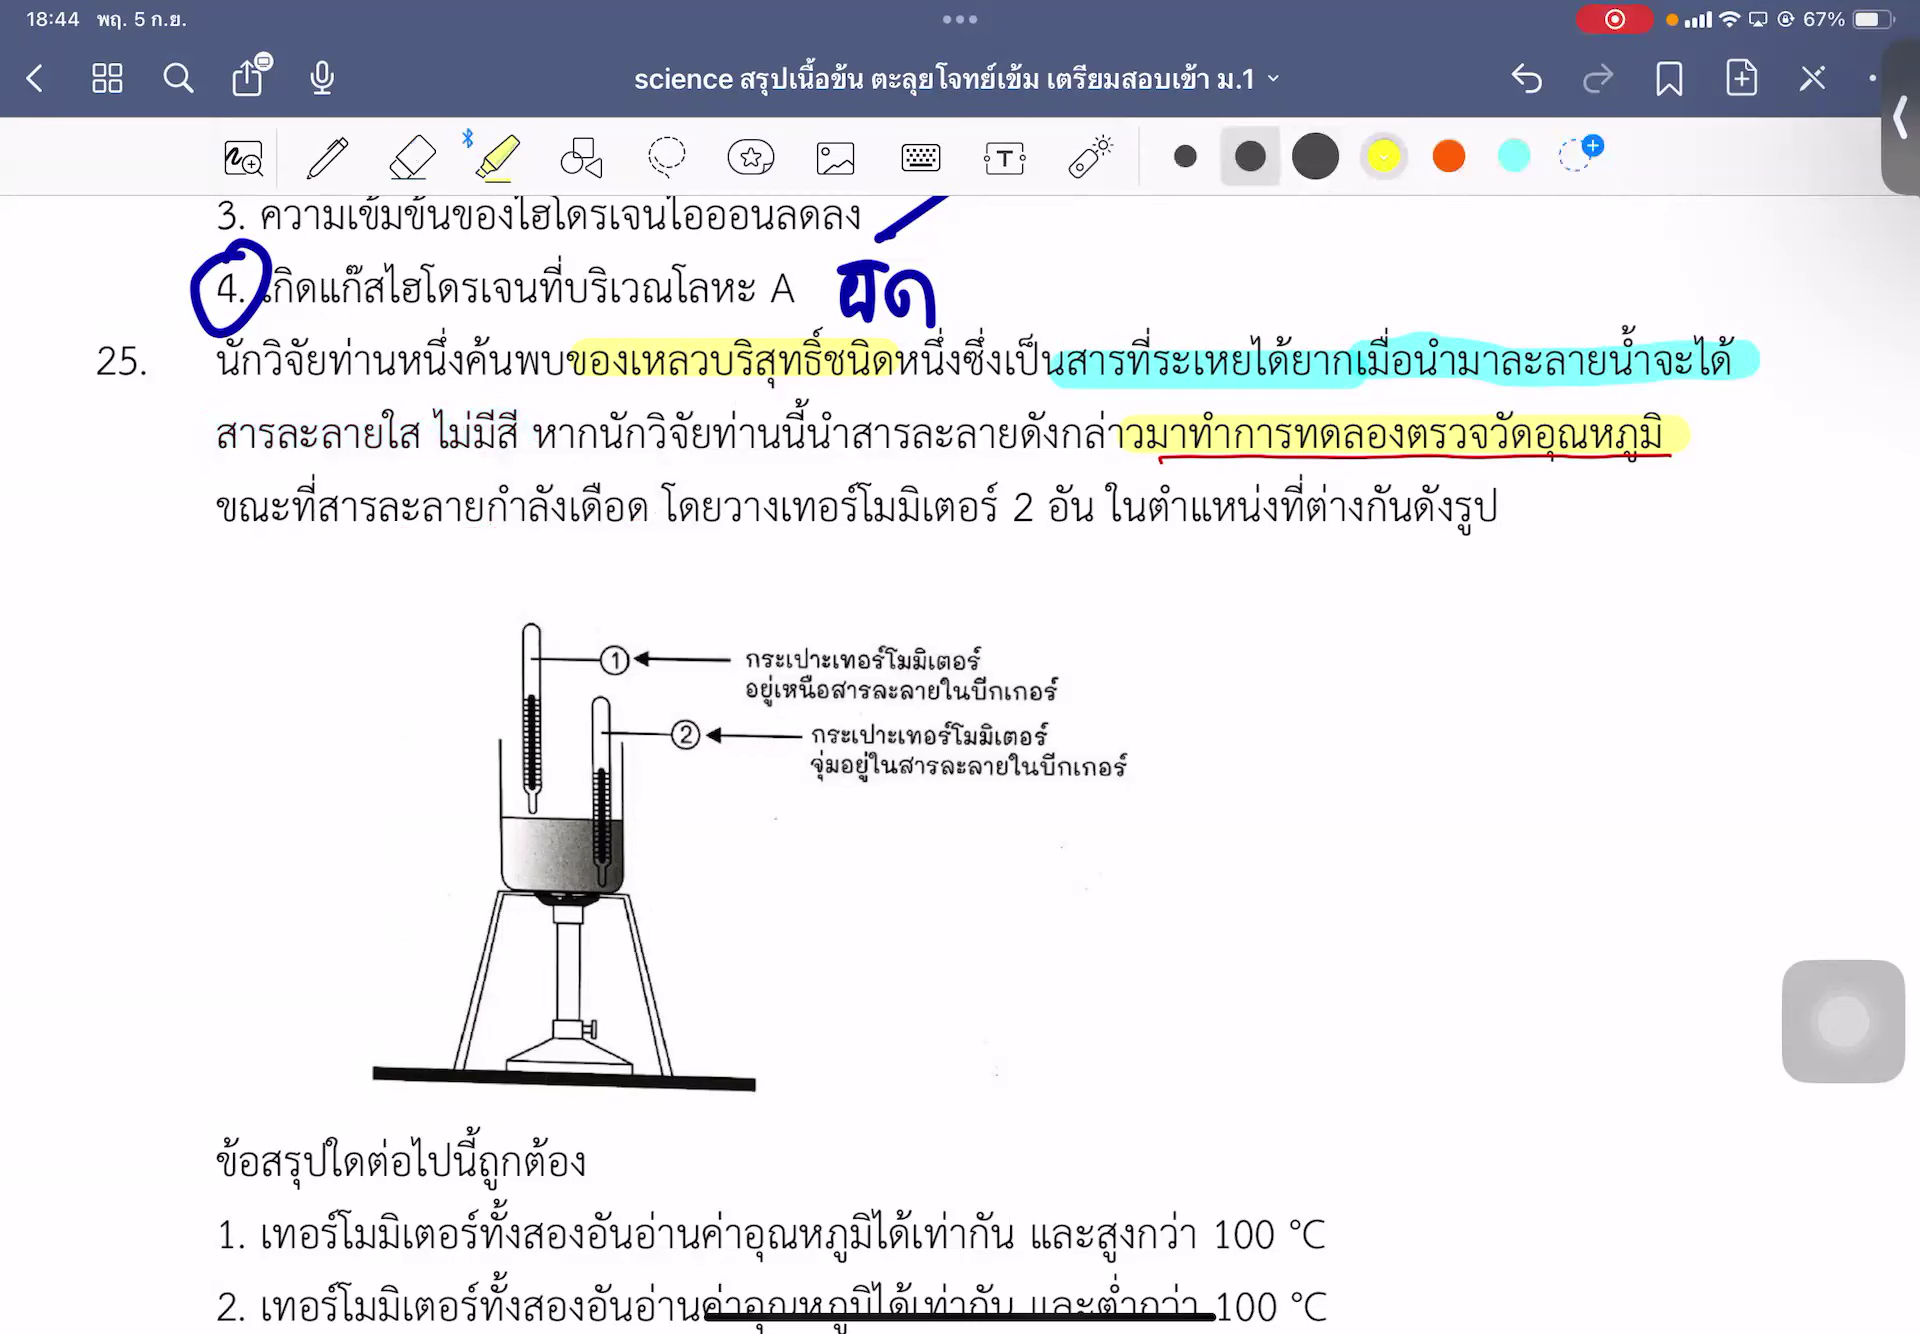 18:44 พฤ. 5 ก.ย.
67%
science สรุปเนื้อข้น ตะลุยโจทย์เข้ม เตรียมสอบเข้า ม.1
3. ความเข้มข้นของไฮโดรเจนไอออนลดลง
4. เกิดแก๊สไฮโดรเจนที่บริเวณโลหะ A ผิด
25. นักวิจัยท่านหนึ่งค้นพบของเหลวบริสุทธิ์ชนิดหนึ่งซึ่งเป็นสารที่ระเหยได้ยากเมื่อนำมาละลายน้ำจะได้
สารละลายใส ไม่มีสี หากนักวิจัยท่านนี้นำสารละลายดังกล่าวมาทำการทดลองตรวจวัดอุณหภูมิ
ขณะที่สารละลายกำลังเดือด โดยวางเทอร์โมมิเตอร์ 2 อัน ในตำแหน่งที่ต่างกันดังรูป
1 กระเปาะเทอร์โมมิเตอร์
อยู่เหนือสารละลายในบีกเกอร์
2 กระเปาะเทอร์โมมิเตอร์
จุ่มอยู่ในสารละลายในบีกเกอร์
ข้อสรุปใดต่อไปนี้ถูกต้อง
1. เทอร์โมมิเตอร์ทั้งสองอันอ่านค่าอุณหภูมิได้เท่ากัน และสูงกว่า 100 °C
2. เทอร์โมมิเตอร์ทั้งสองอันอ่านค่าอุณหภูมิได้เท่ากัน และต่ำกว่า 100 °C